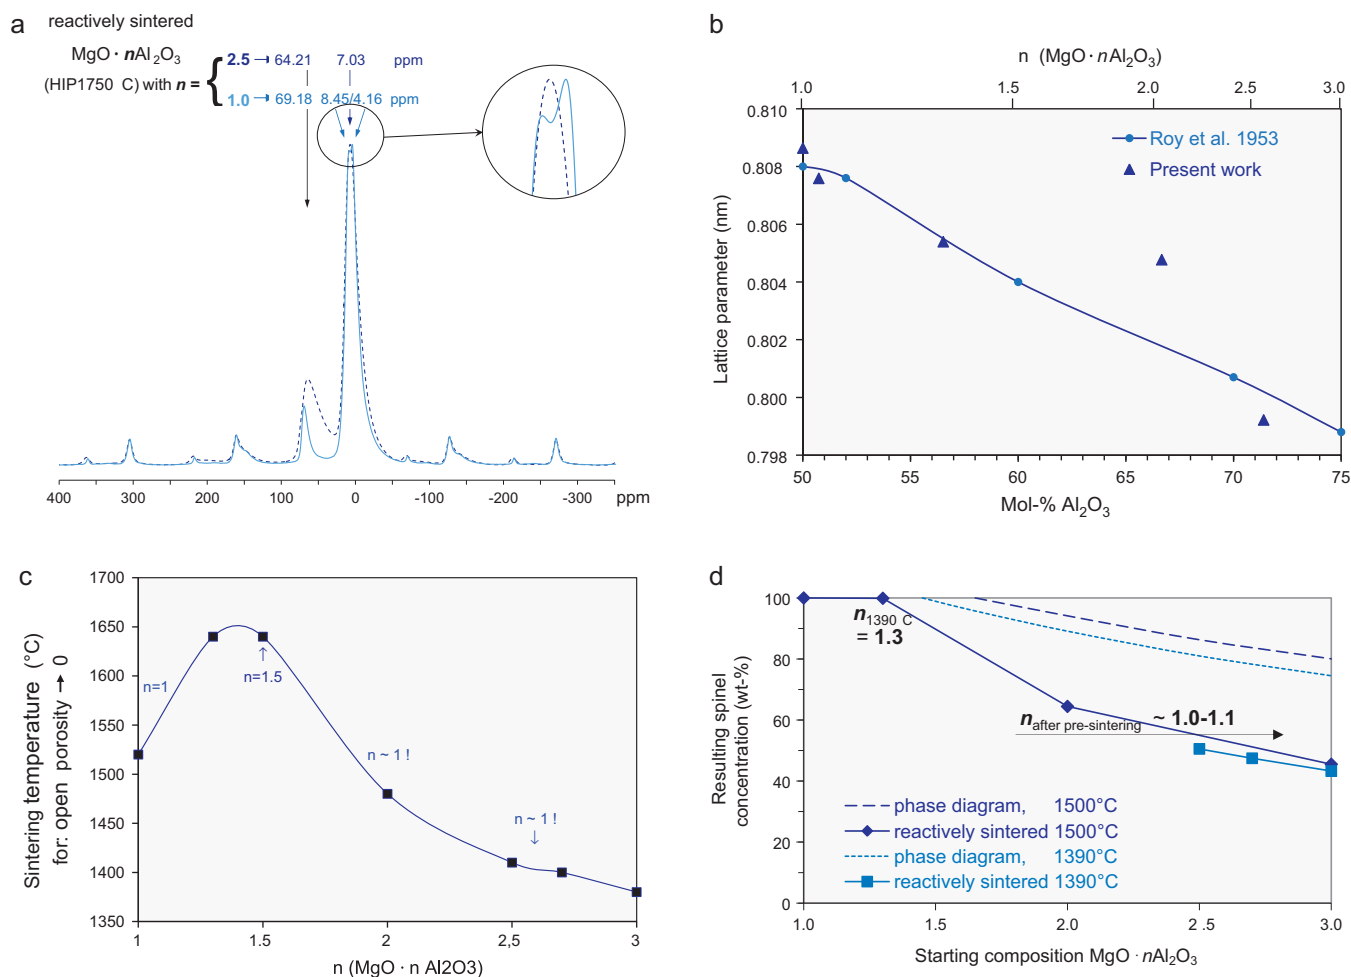 a
reactively sintered
MgO · nAl₂O₃
(HIP1750 C) with n = {
2.5 → 64.21 7.03 ppm
1.0 → 69.18 8.45/4.16 ppm
400 300 200 100 0 -100 -200 -300 ppm
b
n (MgO · nAl₂O₃)
1.0 1.5 2.0 2.5 3.0
0.810
0.808
0.806
0.804
0.802
0.800
0.798
Lattice parameter (nm)
Roy et al. 1953
Present work
50 55 60 65 70 75
Mol-% Al₂O₃
c
1700
1650
1600
1550
1500
1450
1400
1350
Sintering temperature (°C)
for: open porosity → 0
n=1
↑
n=1.5
n ~ 1 !
n ~ 1 !
↓
1 1.5 2 2,5 3
n (MgO · n Al2O3)
d
100
80
60
40
20
0
Resulting spinel
concentration (wt-%)
n1390 C
= 1.3
nafter pre-sintering ~ 1.0-1.1
phase diagram, 1500°C
reactively sintered 1500°C
phase diagram, 1390°C
reactively sintered 1390°C
1.0 1.5 2.0 2.5 3.0
Starting composition MgO · nAl₂O₃